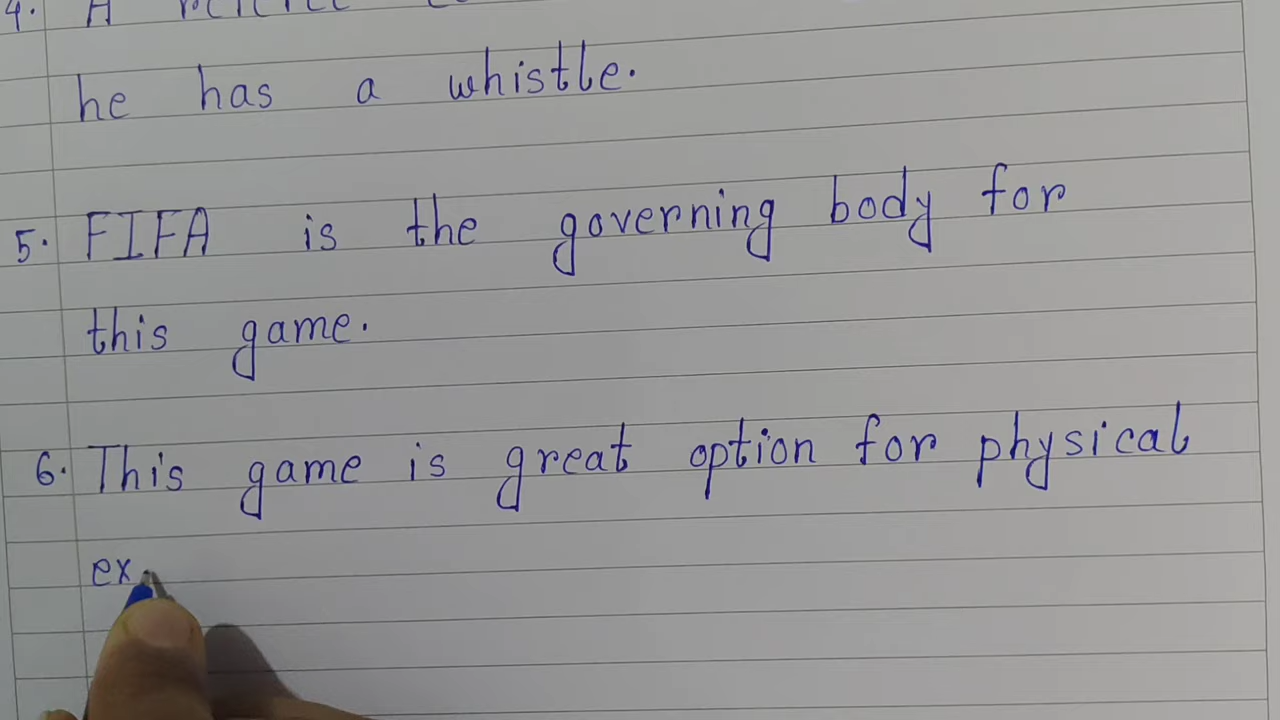 4. A
he has a whistle.
5. FIFA is the governing body for
this game.
6. This game is great option for physical
ex